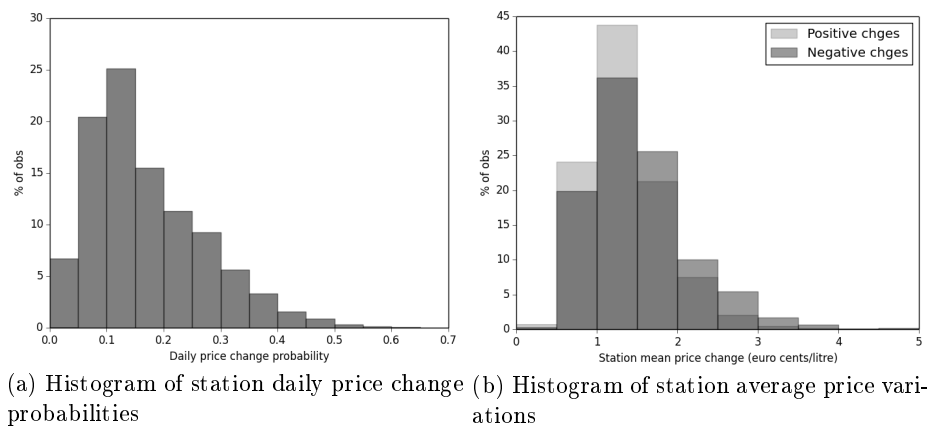 30
25
20
15
10
5
0
% of obs
0.0 0.1 0.2 0.3 0.4 0.5 0.6 0.7
Daily price change probability
(a) Histogram of station daily price change
probabilities
45
40
35
30
25
20
15
10
5
0
% of obs
Positive chges
Negative chges
0 1 2 3 4 5
Station mean price change (euro cents/litre)
(b) Histogram of station average price vari-
ations